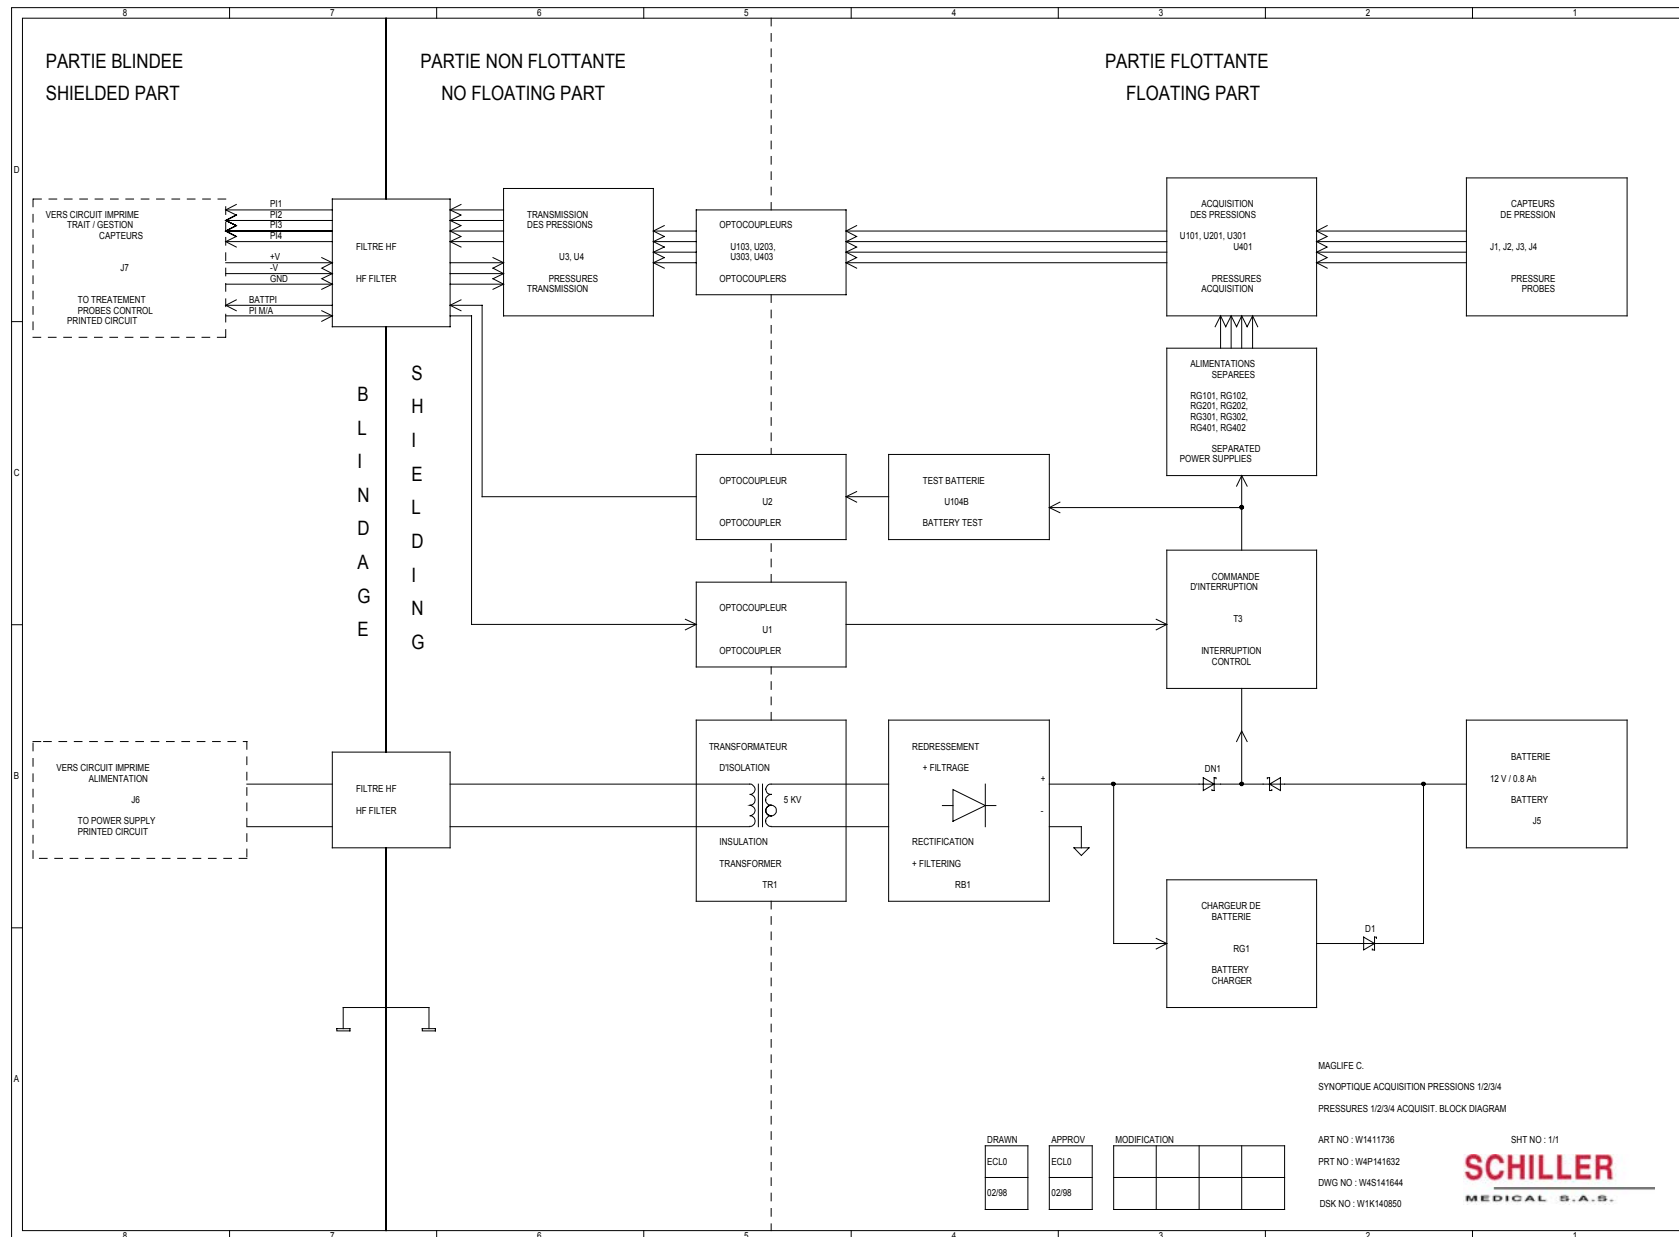 8 7 6 5 4 3 2 1
PARTIE BLINDEE
SHIELDED PART
PARTIE NON FLOTTANTE
NO FLOATING PART
PARTIE FLOTTANTE
FLOATING PART
D
C
B
A
VERS CIRCUIT IMPRIME
TRAIT / GESTION
CAPTEURS
J7
TO TREATEMENT
PROBES CONTROL
PRINTED CIRCUIT
PI1
PI2
PI3
PI4
+V
-V
GND
BATTPI
PI M/A
FILTRE HF
HF FILTER
TRANSMISSION
DES PRESSIONS
U3, U4
PRESSURES
TRANSMISSION
OPTOCOUPLEURS
U103, U203,
U303, U403
OPTOCOUPLERS
ACQUISITION
DES PRESSIONS
U101, U201, U301
U401
PRESSURES
ACQUISITION
CAPTEURS
DE PRESSION
J1, J2, J3, J4
PRESSURE
PROBES
ALIMENTATIONS
SEPAREES
RG101, RG102,
RG201, RG202,
RG301, RG302,
RG401, RG402
SEPARATED
POWER SUPPLIES
BLINDAGE
SHIELDING
OPTOCOUPLEUR
U2
OPTOCOUPLER
TEST BATTERIE
U104B
BATTERY TEST
OPTOCOUPLEUR
U1
OPTOCOUPLER
COMMANDE
D'INTERRUPTION
T3
INTERRUPTION
CONTROL
VERS CIRCUIT IMPRIME
ALIMENTATION
J6
TO POWER SUPPLY
PRINTED CIRCUIT
FILTRE HF
HF FILTER
TRANSFORMATEUR
D'ISOLATION
5 KV
INSULATION
TRANSFORMER
TR1
REDRESSEMENT
+ FILTRAGE
+
-
RECTIFICATION
+ FILTERING
RB1
DN1
BATTERIE
12 V / 0.8 Ah
BATTERY
J5
CHARGEUR DE
BATTERIE
RG1
BATTERY
CHARGER
D1
MAGLIFE C.
SYNOPTIQUE ACQUISITION PRESSIONS 1/2/3/4
PRESSURES 1/2/3/4 ACQUISIT. BLOCK DIAGRAM
DRAWN APPROV MODIFICATION
ECL0 ECL0
02/98 02/98
ART NO : W1411736 SHT NO : 1/1
PRT NO : W4P141632
DWG NO : W4S141644
DSK NO : W1K140850
SCHILLER
MEDICAL S.A.S.
8 7 6 5 4 3 2 1